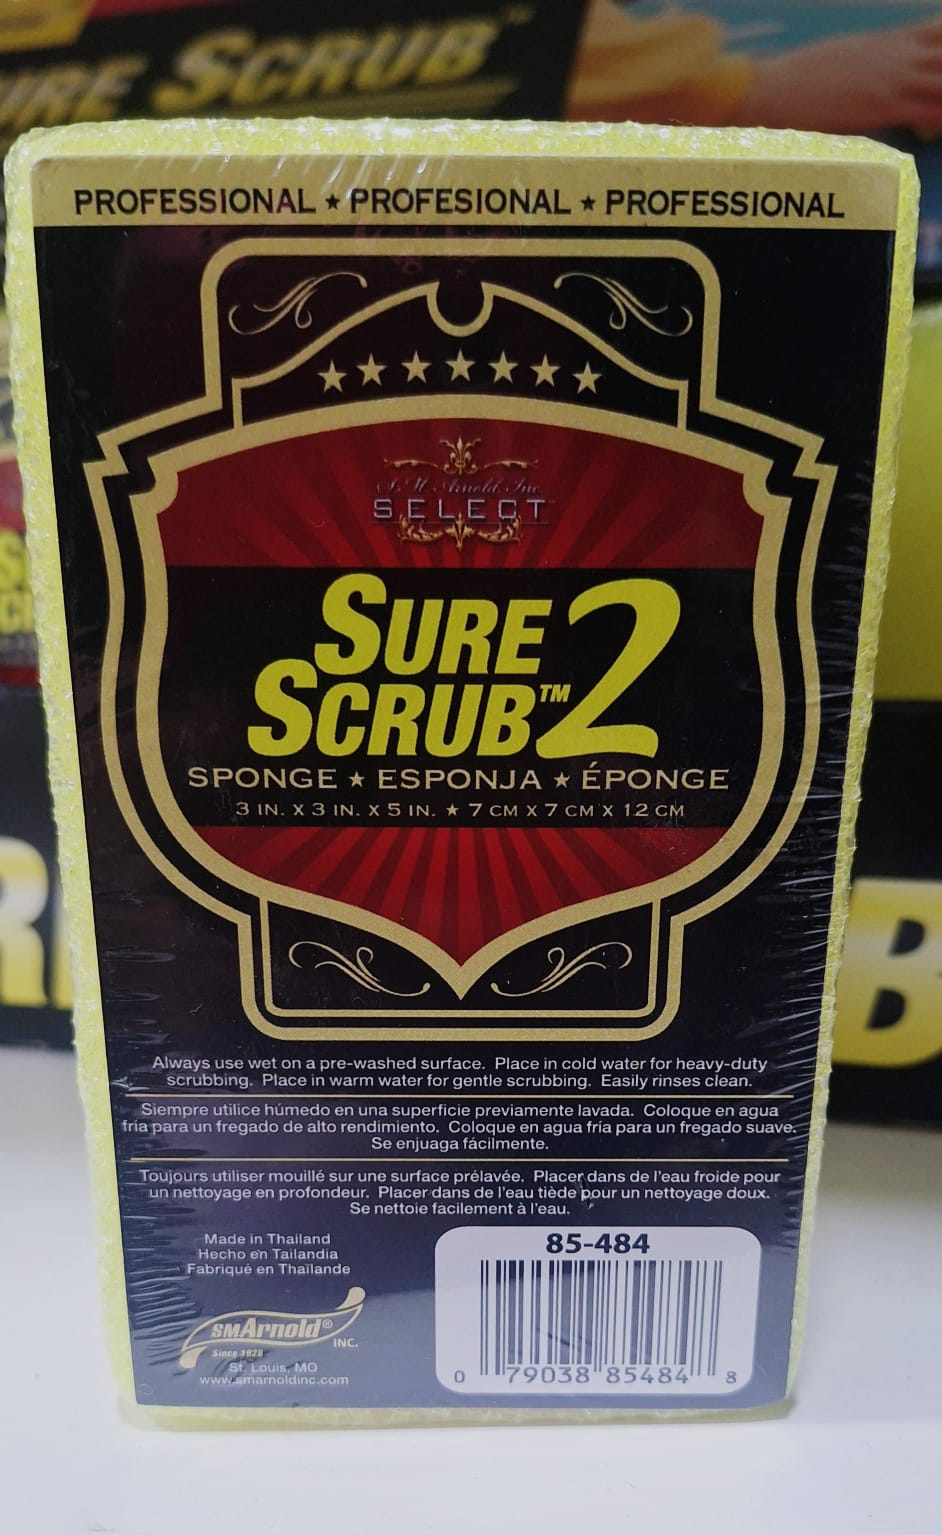 SCRUB™
PROFESSIONAL ★ PROFESIONAL ★ PROFESSIONAL
S. M. Arnold, Inc.
SELECT
SURE
SCRUB™ 2
SPONGE ★ ESPONJA ★ ÉPONGE
3 IN. X 3 IN. X 5 IN. ★ 7 CM X 7 CM X 12 CM
Always use wet on a pre-washed surface. Place in cold water for heavy-duty
scrubbing. Place in warm water for gentle scrubbing. Easily rinses clean.
Siempre utilice húmedo en una superficie previamente lavada. Coloque en agua
fría para un fregado de alto rendimiento. Coloque en agua fría para un fregado suave.
Se enjuaga fácilmente.
Toujours utiliser mouillé sur une surface prélavée. Placer dans de l'eau froide pour
un nettoyage en profondeur. Placer dans de l'eau tiède pour un nettoyage doux.
Se nettoie facilement à l'eau.
Made in Thailand
Hecho en Tailandia
Fabriqué en Thaïlande
SMArnold® INC.
Since 1928
St. Louis, MO
www.smarnoldinc.com
85-484
0 79038 85484 8